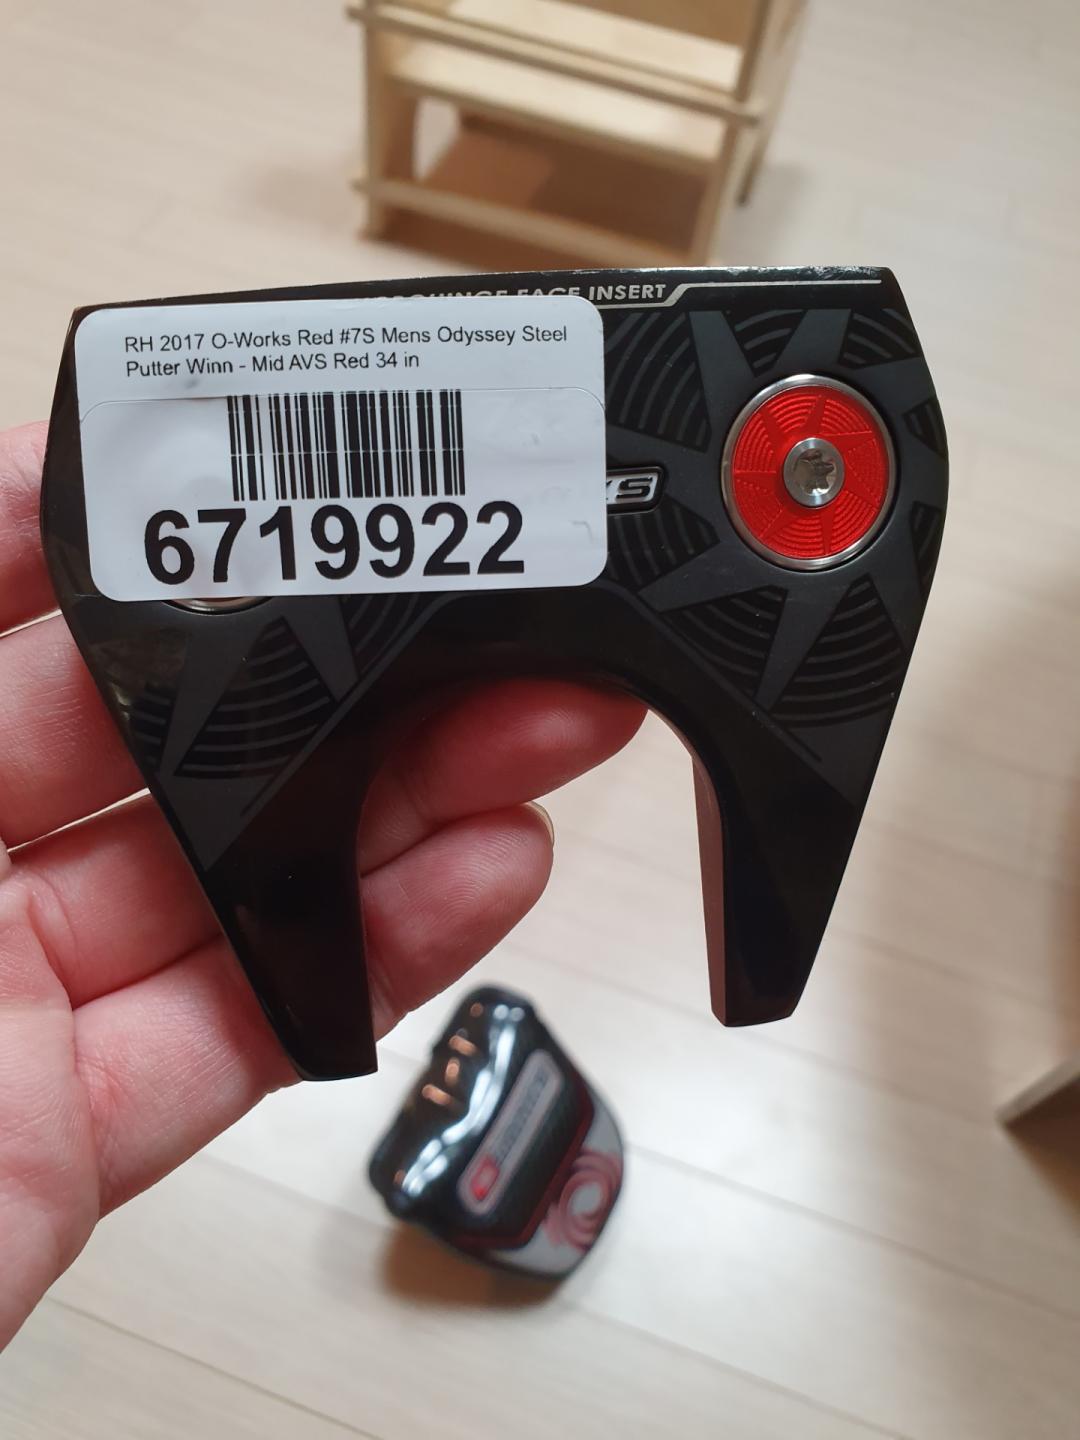 FACE INSERT
RH 2017 O-Works Red #7S Mens Odyssey Steel
Putter Winn - Mid AVS Red 34 in
6719922